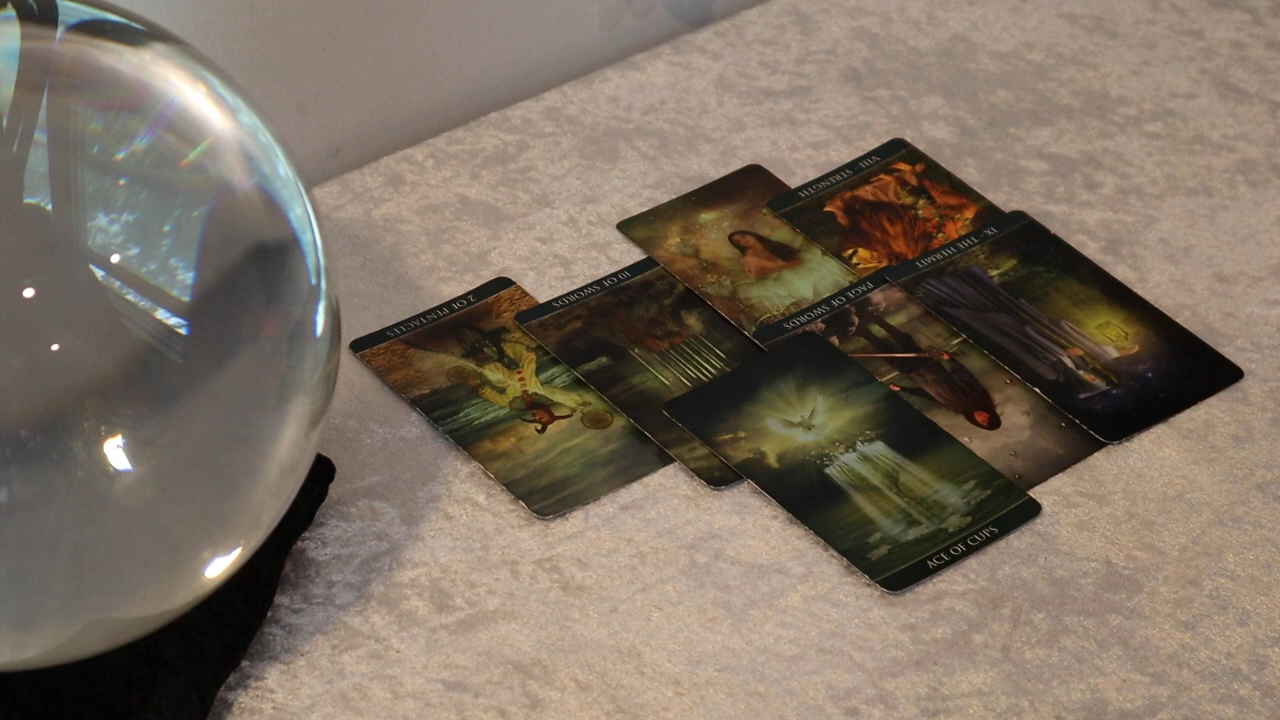 VIII · STRENGTH
IX · THE HERMIT
10 OF SWORDS
PAGE OF SWORDS
2 OF PENTACLES
ACE OF CUPS